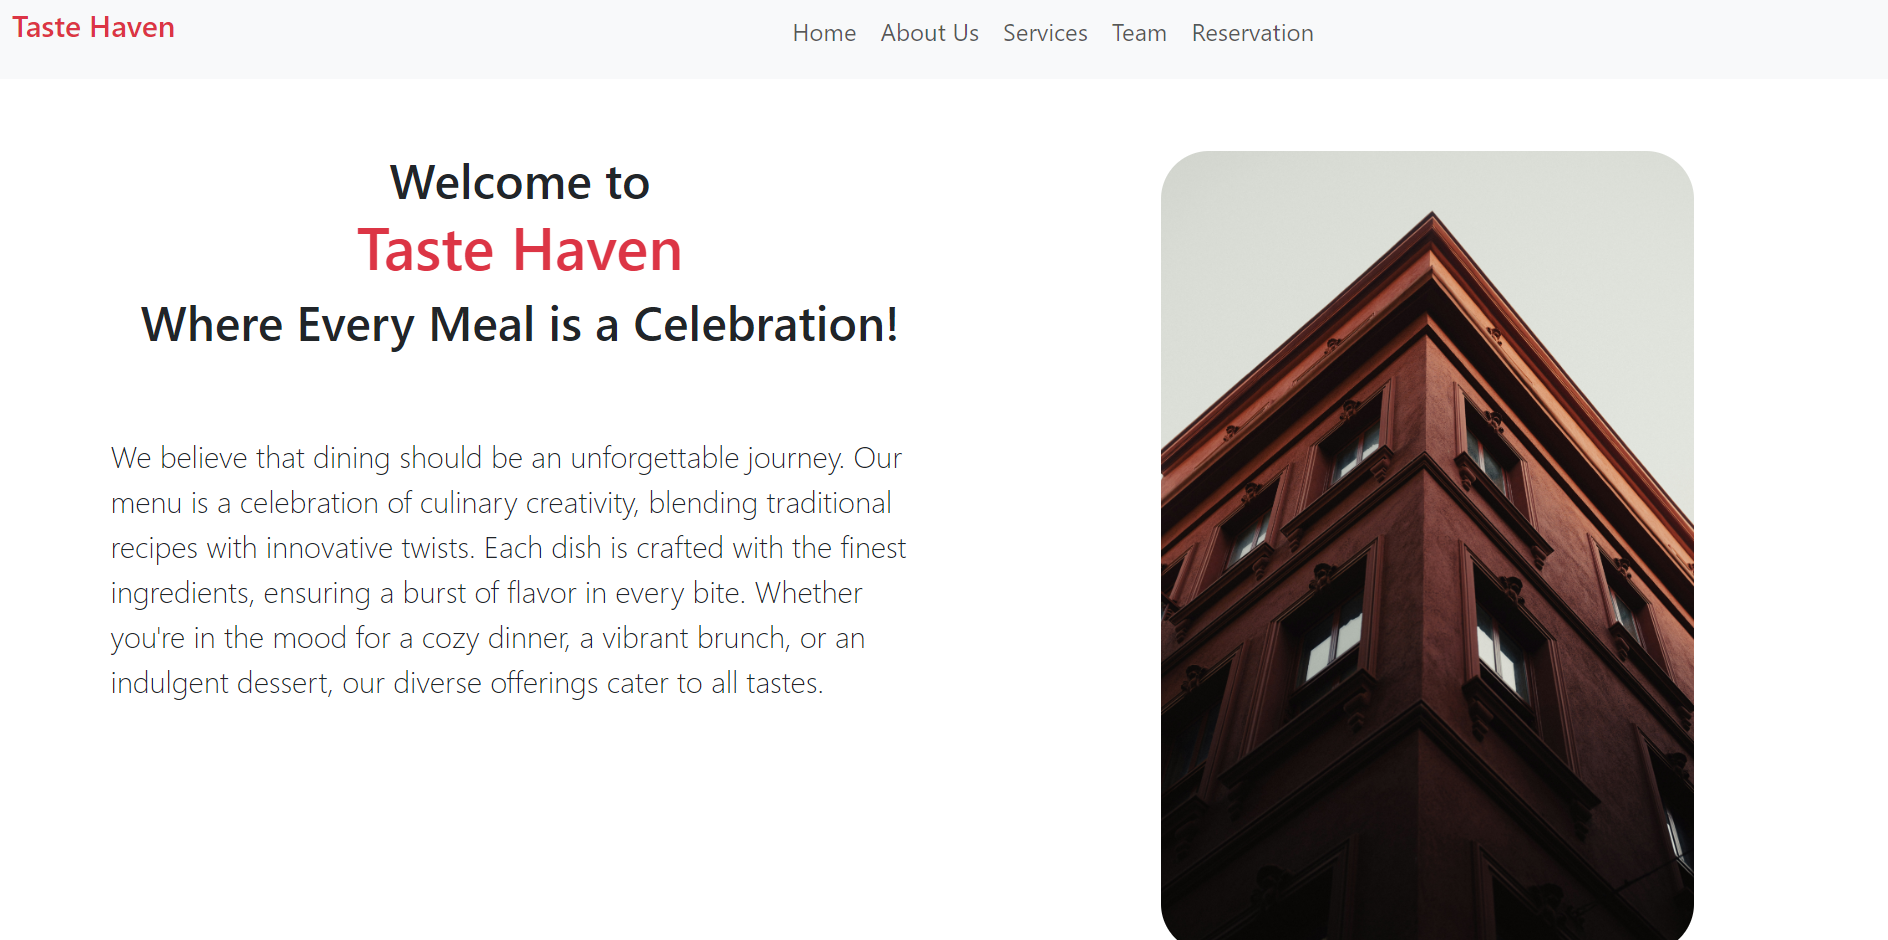 Taste Haven
Home About Us Services Team Reservation
Welcome to
Taste Haven
Where Every Meal is a Celebration!
We believe that dining should be an unforgettable journey. Our
menu is a celebration of culinary creativity, blending traditional
recipes with innovative twists. Each dish is crafted with the finest
ingredients, ensuring a burst of flavor in every bite. Whether
you're in the mood for a cozy dinner, a vibrant brunch, or an
indulgent dessert, our diverse offerings cater to all tastes.